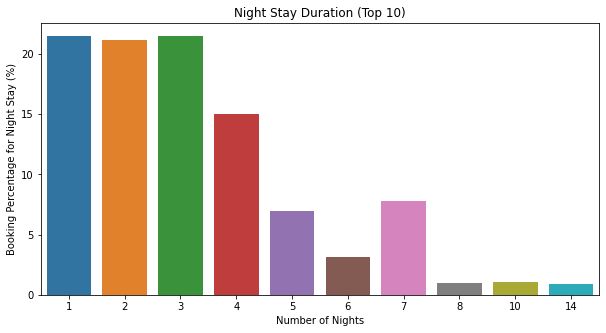 Night Stay Duration (Top 10)
Booking Percentage for Night Stay (%)
20
15
10
5
0
1 2 3 4 5 6 7 8 10 14
Number of Nights